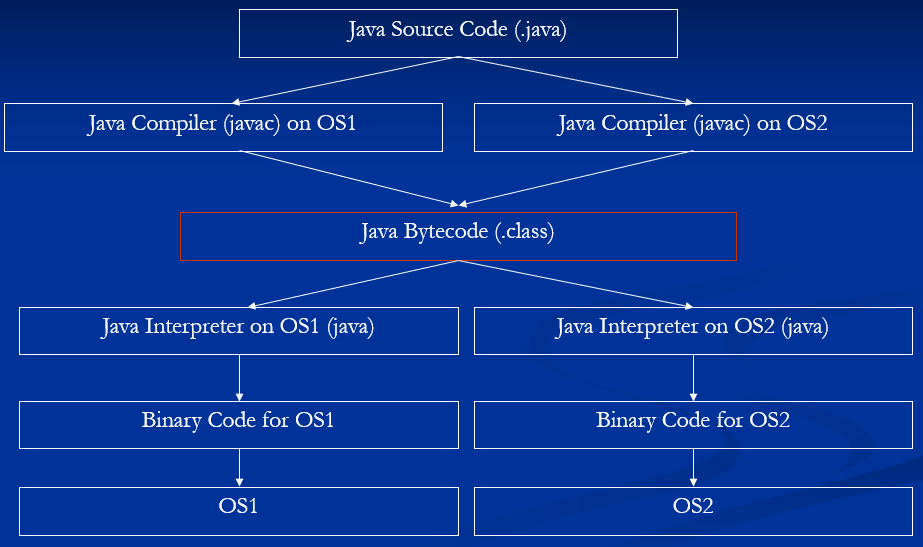 Java Source Code (.java)
Java Compiler (javac) on OS1
Java Compiler (javac) on OS2
Java Bytecode (.class)
Java Interpreter on OS1 (java)
Java Interpreter on OS2 (java)
Binary Code for OS1
Binary Code for OS2
OS1
OS2